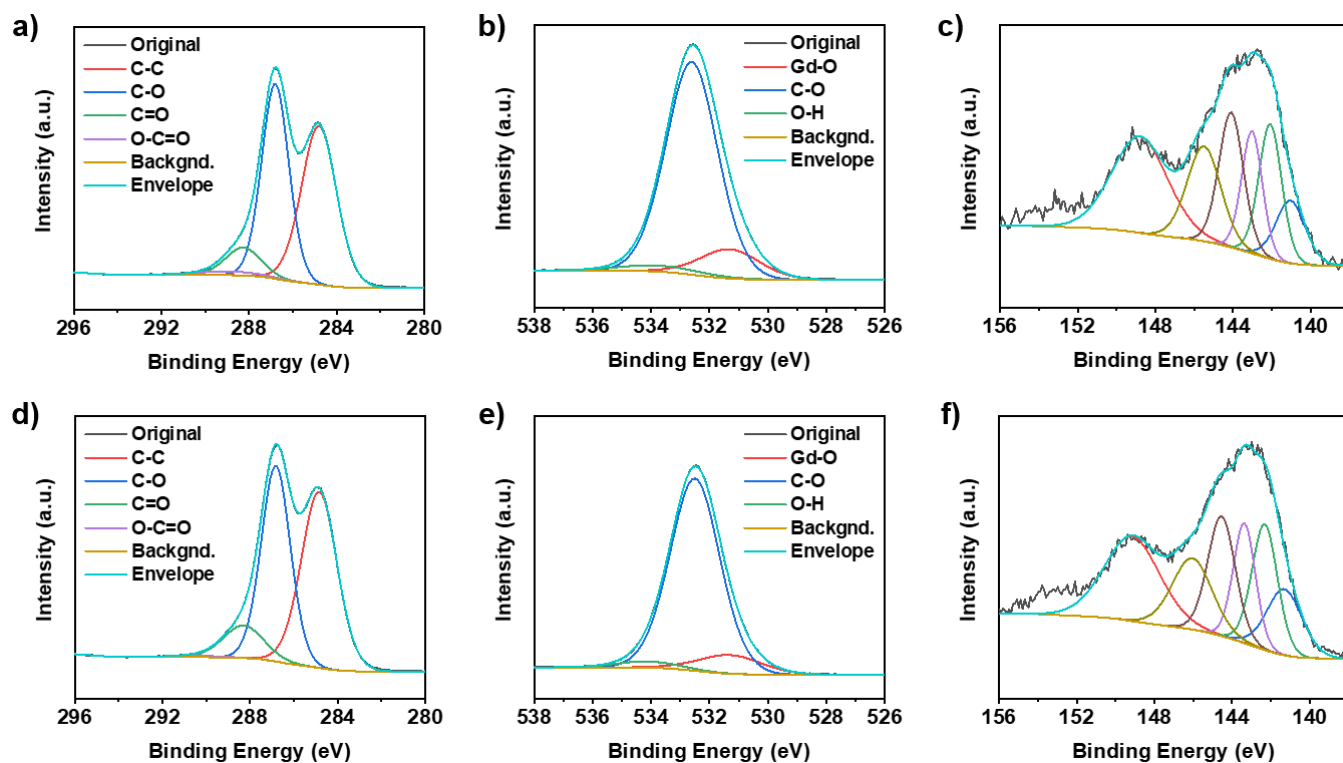 a)
Original
C-C
C-O
C=O
O-C=O
Backgnd.
Envelope
Intensity (a.u.)
296 292 288 284 280
Binding Energy (eV)
b)
Original
Gd-O
C-O
O-H
Backgnd.
Envelope
Intensity (a.u.)
538 536 534 532 530 528 526
Binding Energy (eV)
c)
Intensity (a.u.)
156 152 148 144 140
Binding Energy (eV)
d)
Original
C-C
C-O
C=O
O-C=O
Backgnd.
Envelope
Intensity (a.u.)
296 292 288 284 280
Binding Energy (eV)
e)
Original
Gd-O
C-O
O-H
Backgnd.
Envelope
Intensity (a.u.)
538 536 534 532 530 528 526
Binding Energy (eV)
f)
Intensity (a.u.)
156 152 148 144 140
Binding Energy (eV)